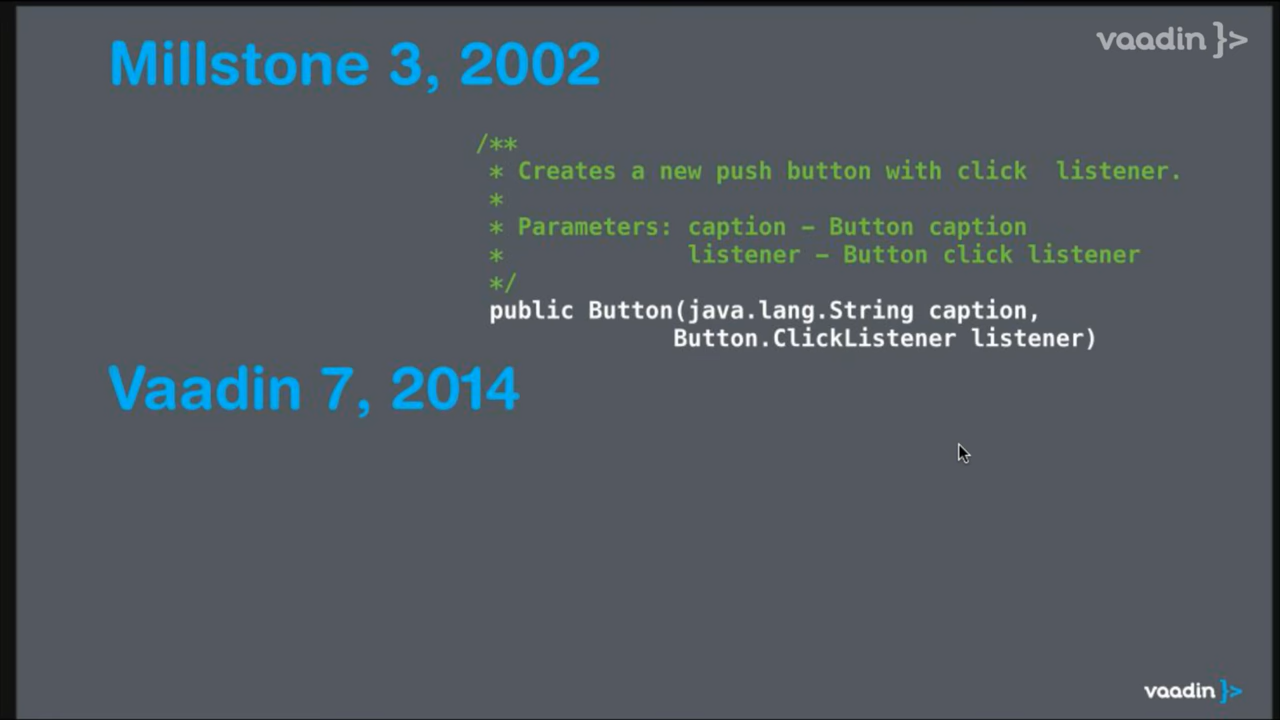 vaadin }>
Millstone 3, 2002
/**
 * Creates a new push button with click  listener.
 *
 * Parameters: caption – Button caption
 *             listener – Button click listener
 */
public Button(java.lang.String caption,
             Button.ClickListener listener)
Vaadin 7, 2014
vaadin }>